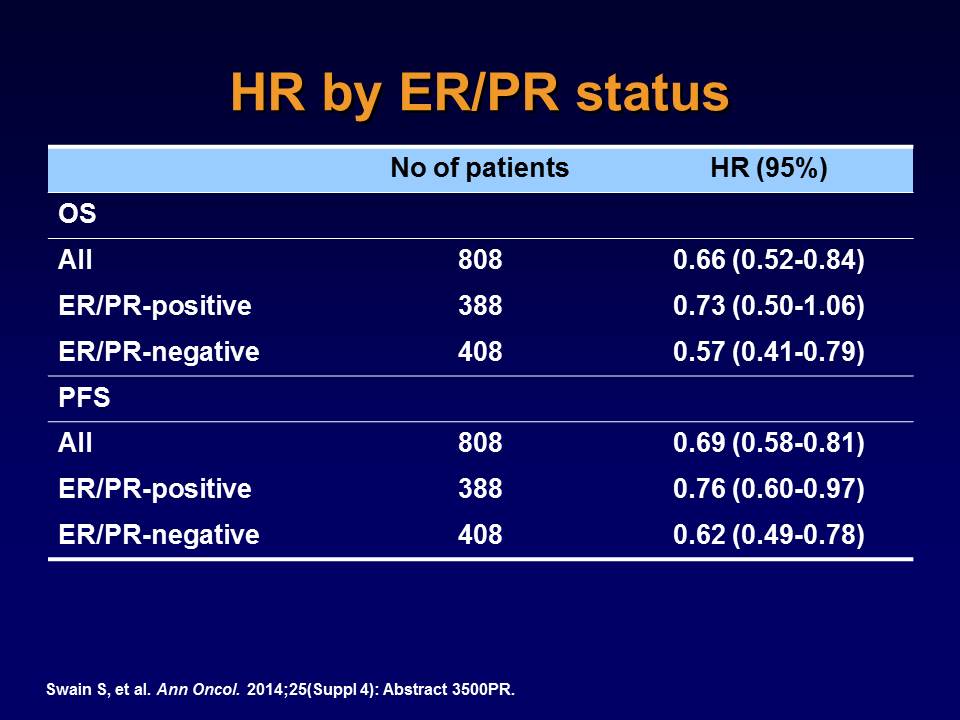 HR by ER/PR status
No of patients HR (95%)
OS
All 808 0.66 (0.52-0.84)
ER/PR-positive 388 0.73 (0.50-1.06)
ER/PR-negative 408 0.57 (0.41-0.79)
PFS
All 808 0.69 (0.58-0.81)
ER/PR-positive 388 0.76 (0.60-0.97)
ER/PR-negative 408 0.62 (0.49-0.78)
Swain S, et al. Ann Oncol. 2014;25(Suppl 4): Abstract 3500PR.